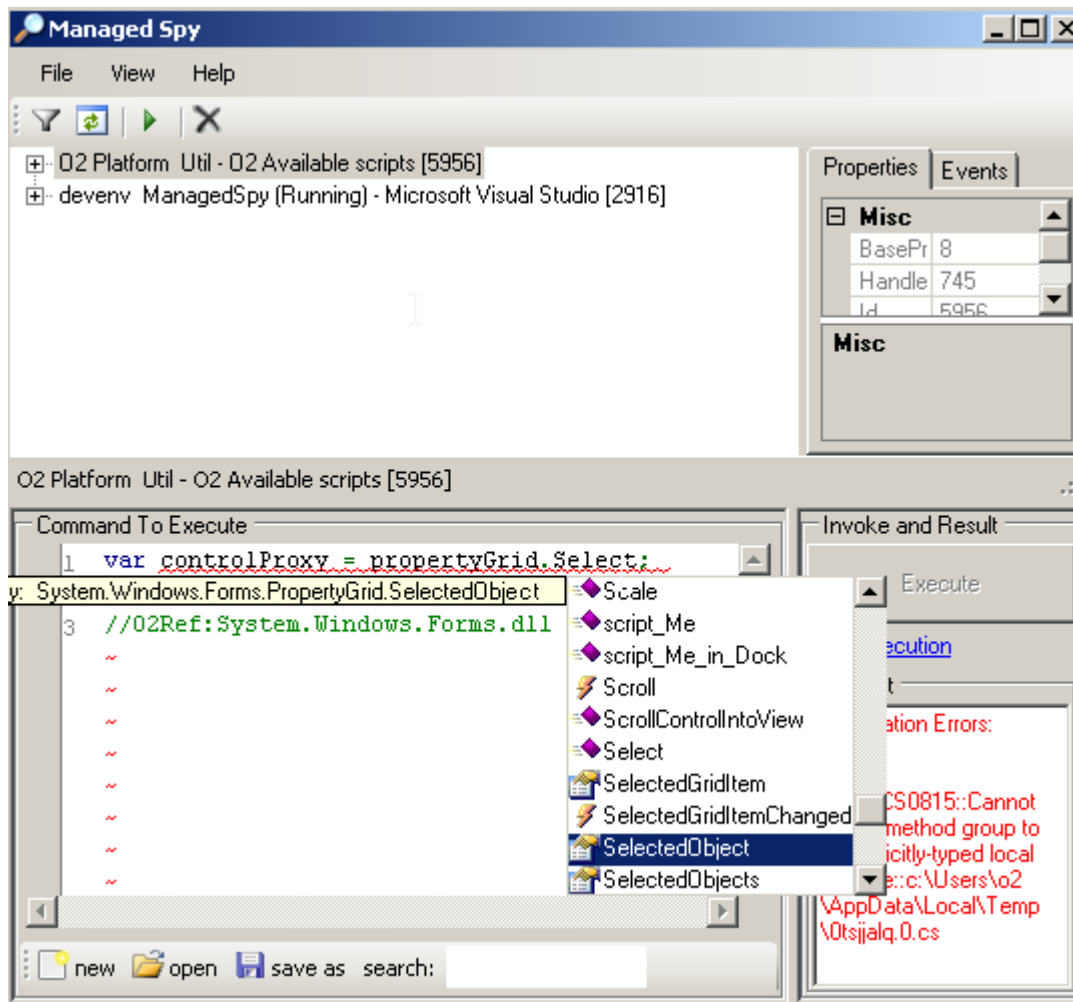 Managed Spy
File View Help
O2 Platform Util - O2 Available scripts [5956]
devenv ManagedSpy (Running) - Microsoft Visual Studio [2916]
Properties Events
Misc
BasePr 8
Handle 745
Id 5956
Misc
O2 Platform Util - O2 Available scripts [5956]
Command To Execute
1 var controlProxy = propertyGrid.Select;
y: System.Windows.Forms.PropertyGrid.SelectedObject
3 //O2Ref:System.Windows.Forms.dll
Scale
script_Me
script_Me_in_Dock
Scroll
ScrollControlIntoView
Select
SelectedGridItem
SelectedGridItemChanged
SelectedObject
SelectedObjects
new open save as search:
Invoke and Result
Execute
ecution
t
ation Errors:
CS0815::Cannot
method group to
icitly-typed local
e::c:\Users\o2
\AppData\Local\Temp
\0tsjjalq.0.cs